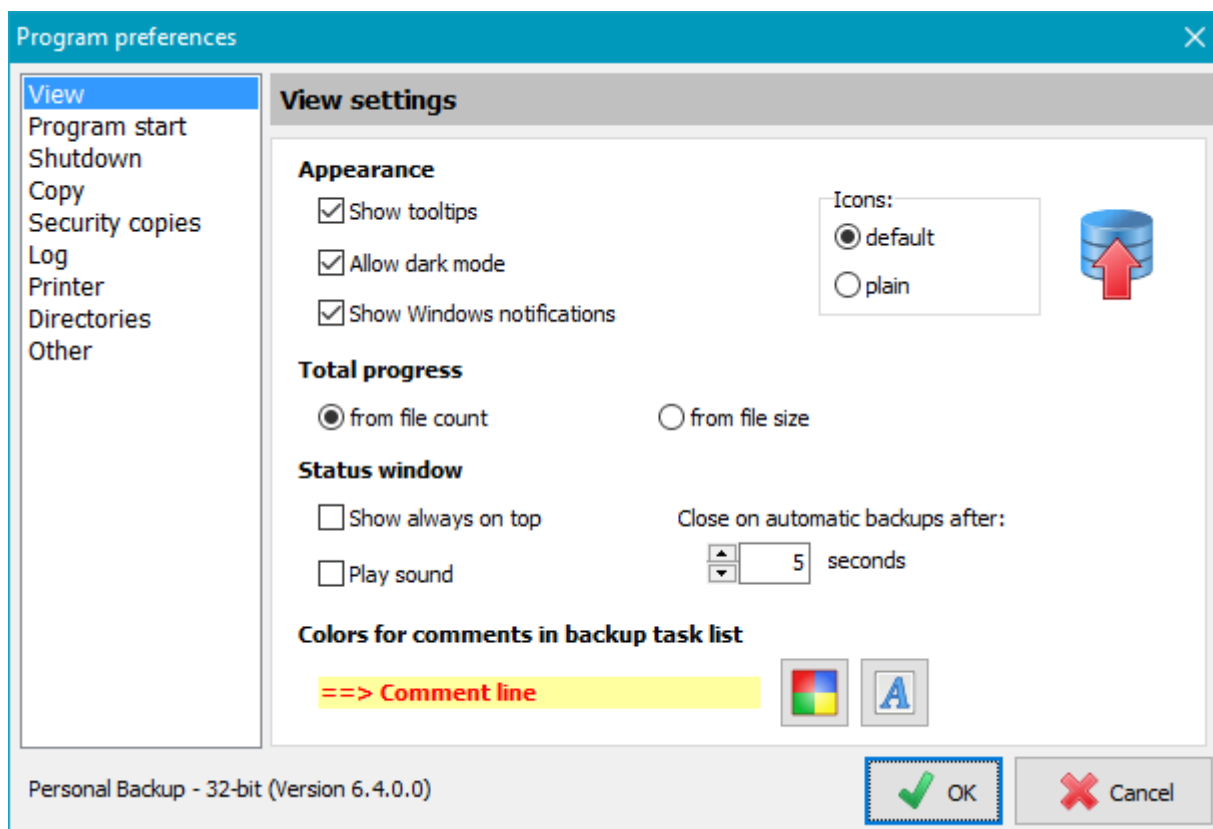 Program preferences
View
Program start
Shutdown
Copy
Security copies
Log
Printer
Directories
Other
View settings
Appearance
Show tooltips
Allow dark mode
Show Windows notifications
Icons:
default
plain
Total progress
from file count
from file size
Status window
Show always on top
Play sound
Close on automatic backups after:
5 seconds
Colors for comments in backup task list
==> Comment line
A
Personal Backup - 32-bit (Version 6.4.0.0)
OK
Cancel